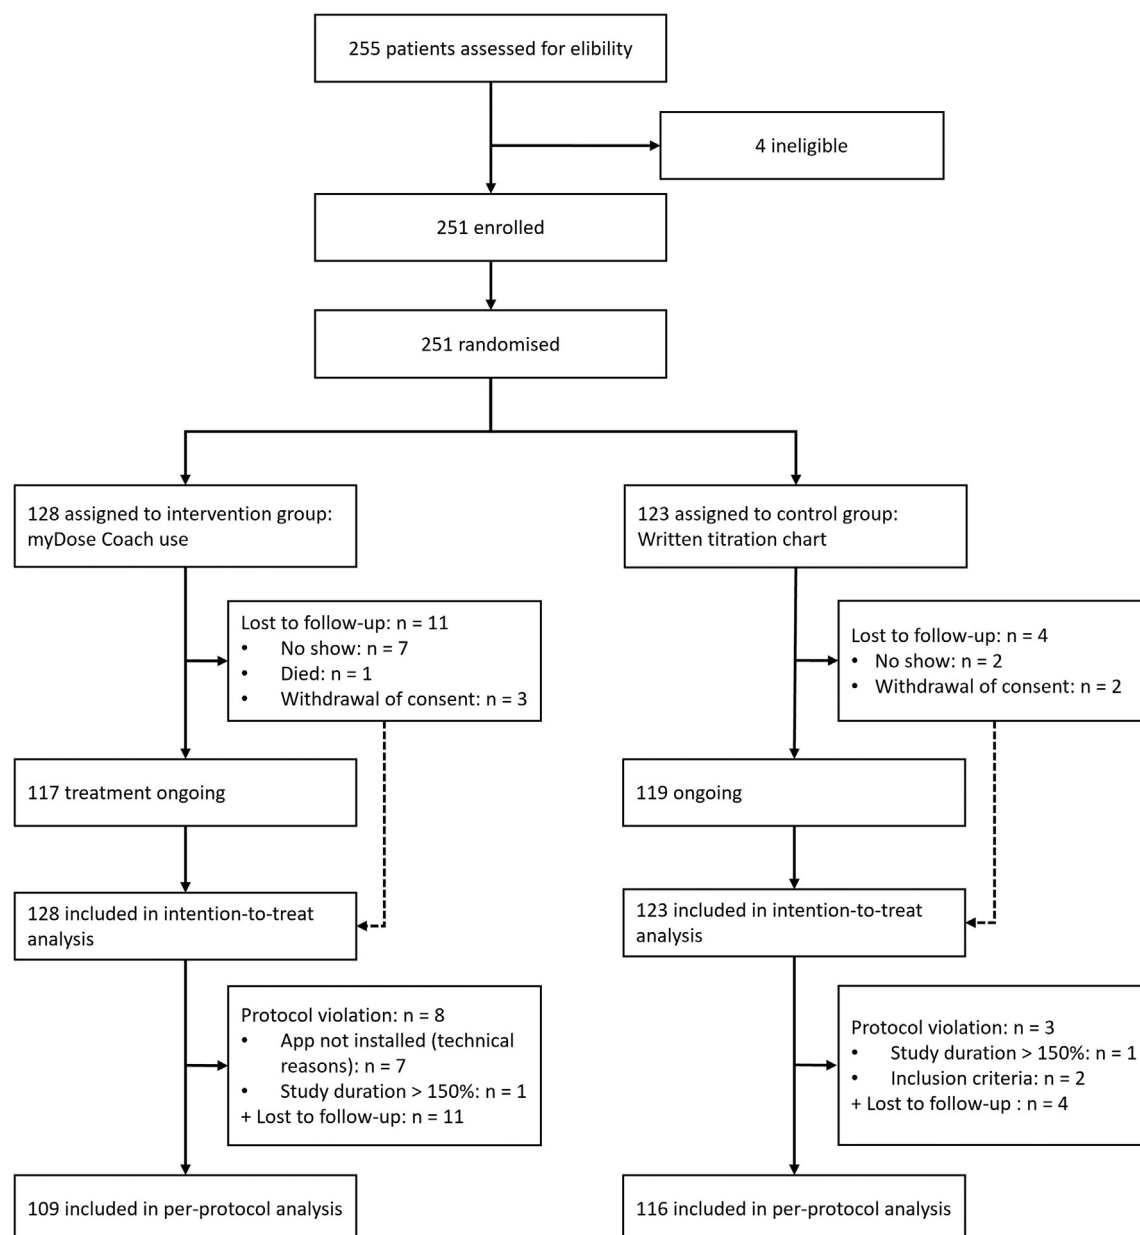 255 patients assessed for elibility
4 ineligible
251 enrolled
251 randomised
128 assigned to intervention group:
myDose Coach use
123 assigned to control group:
Written titration chart
Lost to follow-up: n = 11
• No show: n = 7
• Died: n = 1
• Withdrawal of consent: n = 3
Lost to follow-up: n = 4
• No show: n = 2
• Withdrawal of consent: n = 2
117 treatment ongoing
119 ongoing
128 included in intention-to-treat
analysis
123 included in intention-to-treat
analysis
Protocol violation: n = 8
• App not installed (technical
reasons): n = 7
• Study duration > 150%: n = 1
+ Lost to follow-up: n = 11
Protocol violation: n = 3
• Study duration > 150%: n = 1
• Inclusion criteria: n = 2
+ Lost to follow-up : n = 4
109 included in per-protocol analysis
116 included in per-protocol analysis